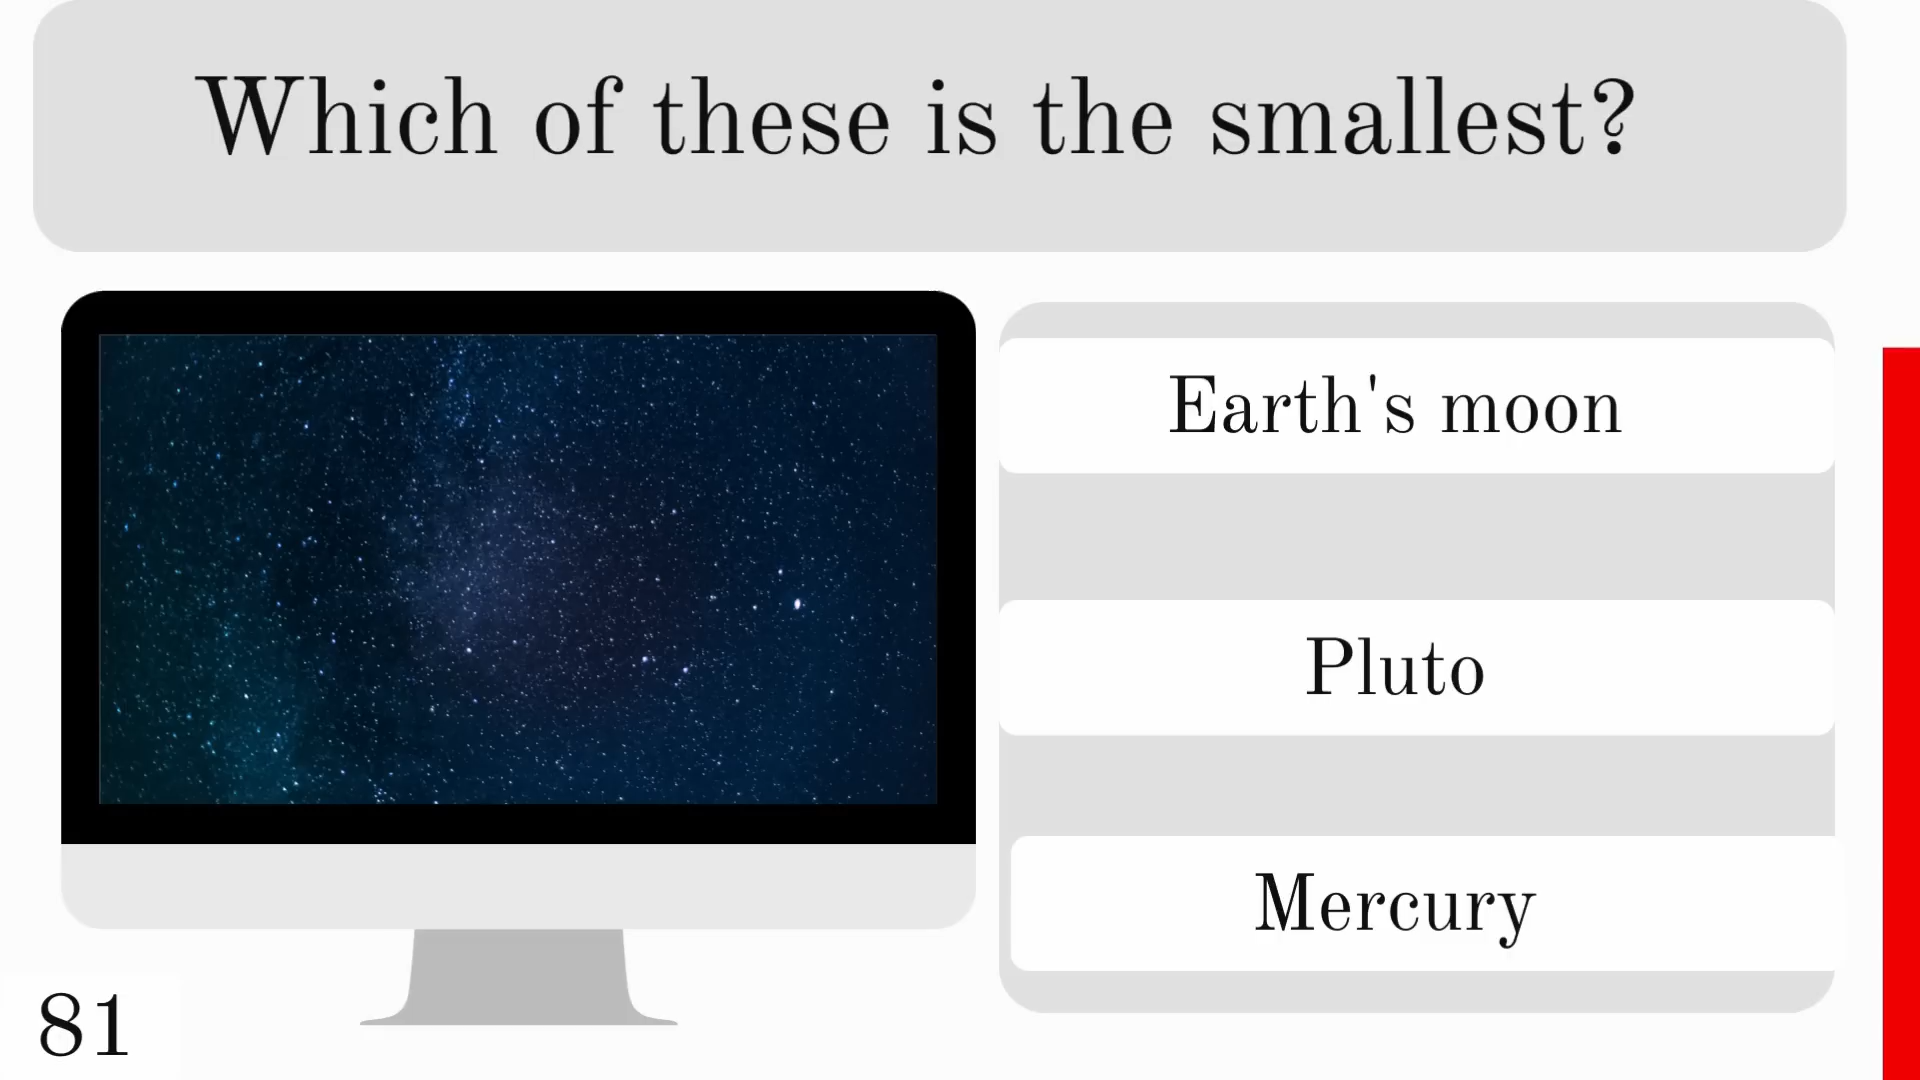 Which of these is the smallest?
Earth's moon
Pluto
Mercury
81